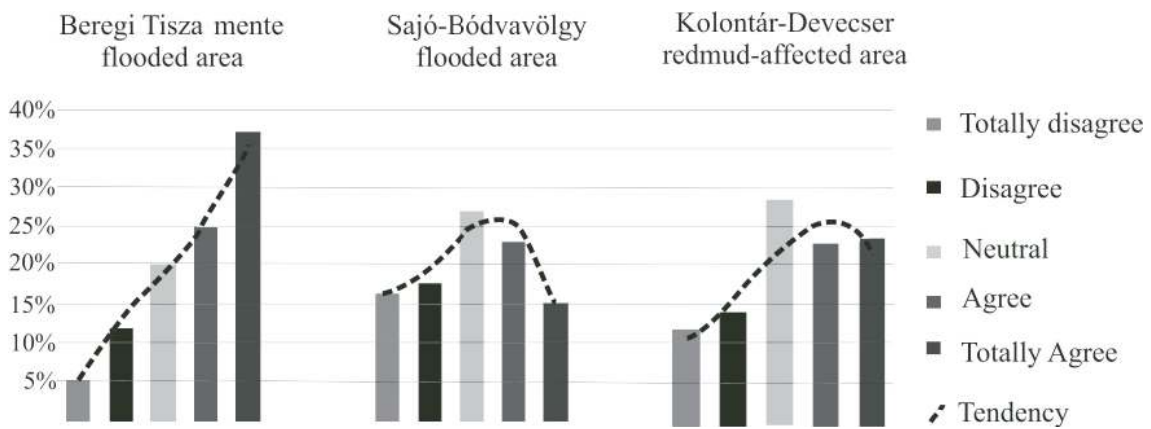 Beregi Tisza mente
flooded area
Sajó-Bódvavölgy
flooded area
Kolontár-Devecser
redmud-affected area
40%
35%
30%
25%
20%
15%
10%
5%
Totally disagree
Disagree
Neutral
Agree
Totally Agree
Tendency